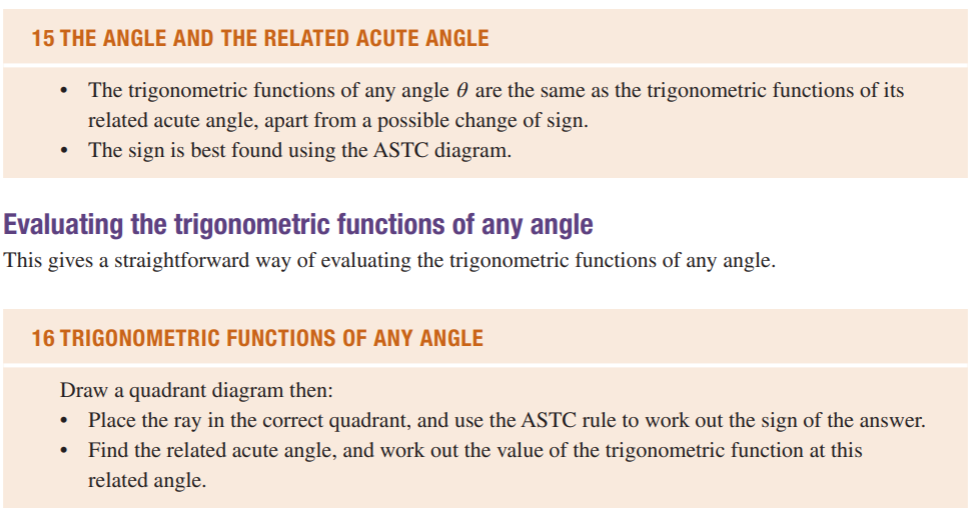 15 THE ANGLE AND THE RELATED ACUTE ANGLE
• The trigonometric functions of any angle θ are the same as the trigonometric functions of its
related acute angle, apart from a possible change of sign.
• The sign is best found using the ASTC diagram.
Evaluating the trigonometric functions of any angle
This gives a straightforward way of evaluating the trigonometric functions of any angle.
16 TRIGONOMETRIC FUNCTIONS OF ANY ANGLE
Draw a quadrant diagram then:
• Place the ray in the correct quadrant, and use the ASTC rule to work out the sign of the answer.
• Find the related acute angle, and work out the value of the trigonometric function at this
related angle.